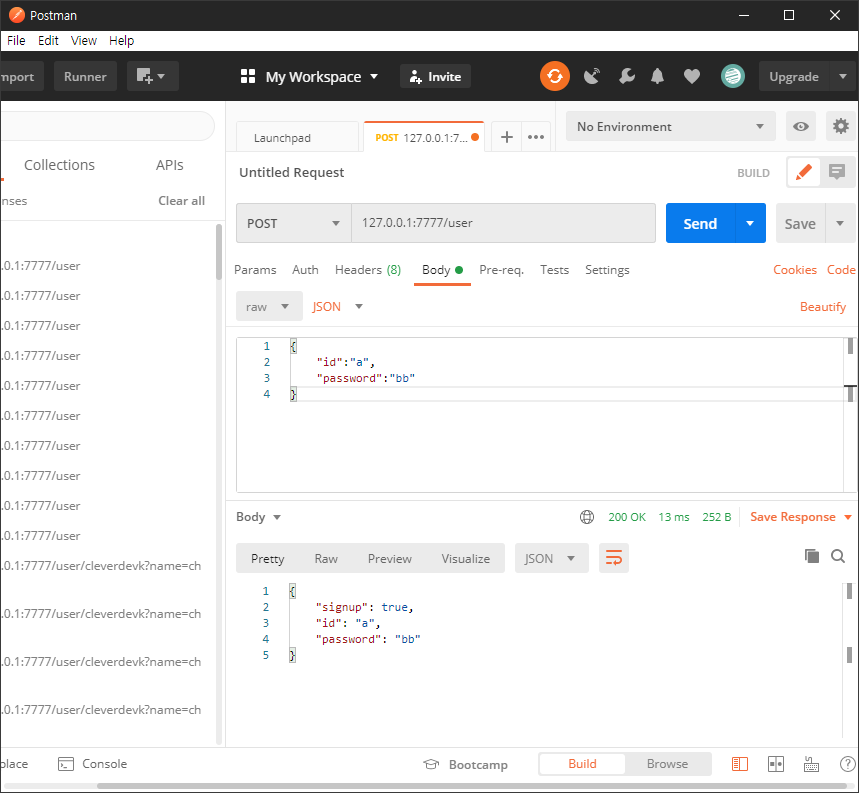 Postman
File Edit View Help
mport Runner My Workspace Invite Upgrade
Launchpad POST 127.0.0.1:7... No Environment
Collections APIs
Untitled Request BUILD
nses Clear all
POST 127.0.0.1:7777/user Send Save
Params Auth Headers (8) Body Pre-req. Tests Settings Cookies Code
raw JSON Beautify
1 {
2 "id":"a",
3 "password":"bb"
4 }
.0.1:7777/user
.0.1:7777/user
.0.1:7777/user
.0.1:7777/user
.0.1:7777/user
.0.1:7777/user
.0.1:7777/user
.0.1:7777/user
.0.1:7777/user
.0.1:7777/user
.0.1:7777/user/cleverdevk?name=ch
.0.1:7777/user/cleverdevk?name=ch
.0.1:7777/user/cleverdevk?name=ch
.0.1:7777/user/cleverdevk?name=ch
Body 200 OK 13 ms 252 B Save Response
Pretty Raw Preview Visualize JSON
1 {
2 "signup": true,
3 "id": "a",
4 "password": "bb"
5 }
place Console Bootcamp Build Browse